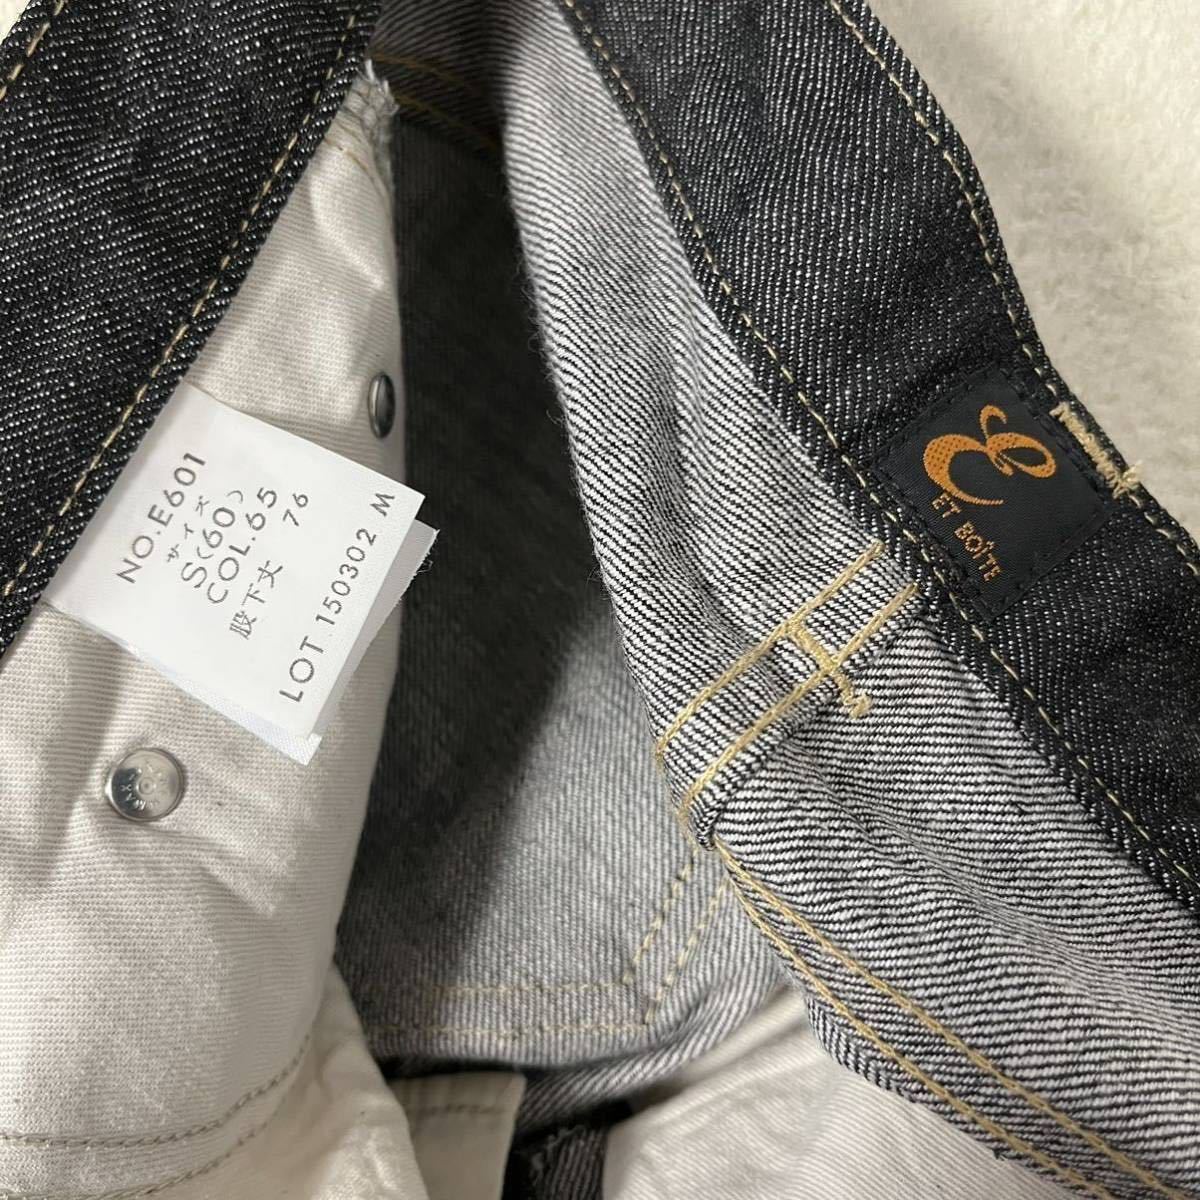 NO.E601
サイズ
S(60)
COL.65
股下丈 76
LOT.150302 M
E
ET BOÎTE